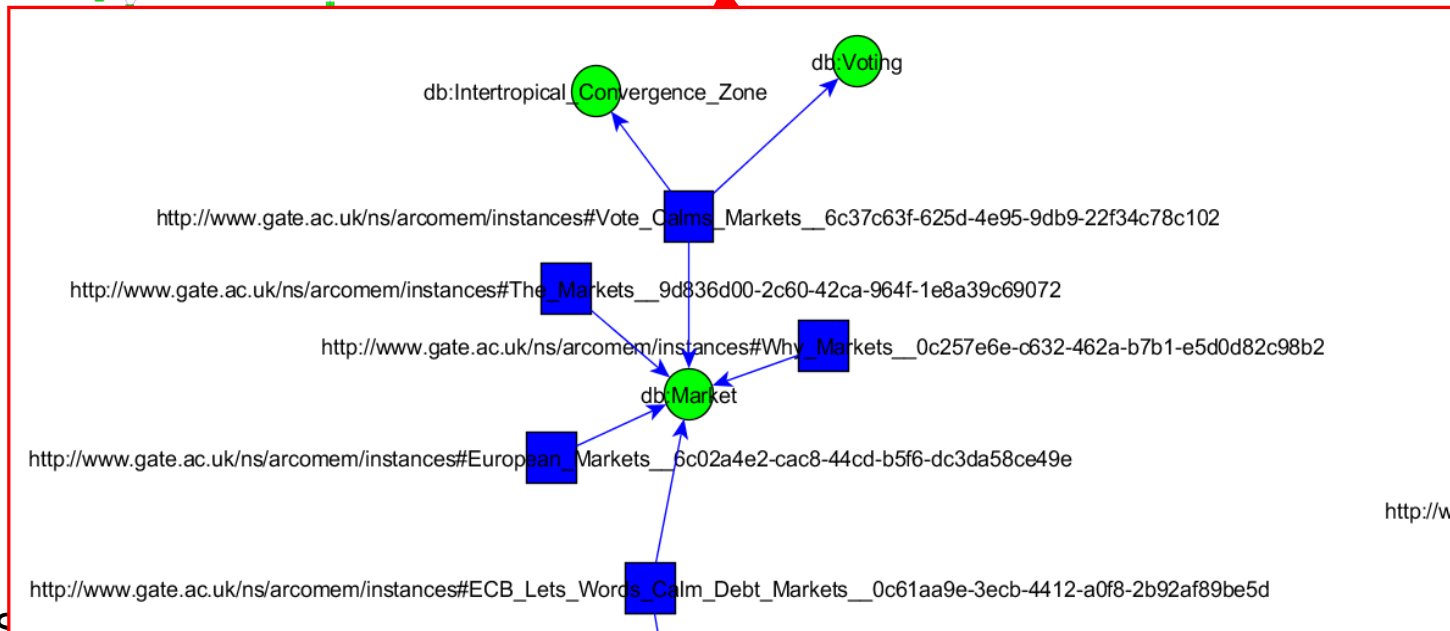 db:Voting
db:Intertropical_Convergence_Zone
http://www.gate.ac.uk/ns/arcomem/instances#Vote_Calms_Markets__6c37c63f-625d-4e95-9db9-22f34c78c102
http://www.gate.ac.uk/ns/arcomem/instances#The_Markets__9d836d00-2c60-42ca-964f-1e8a39c69072
http://www.gate.ac.uk/ns/arcomem/instances#Why_Markets__0c257e6e-c632-462a-b7b1-e5d0d82c98b2
db:Market
http://www.gate.ac.uk/ns/arcomem/instances#European_Markets__6c02a4e2-cac8-44cd-b5f6-dc3da58ce49e
http://w
http://www.gate.ac.uk/ns/arcomem/instances#ECB_Lets_Words_Calm_Debt_Markets__0c61aa9e-3ecb-4412-a0f8-2b92af89be5d